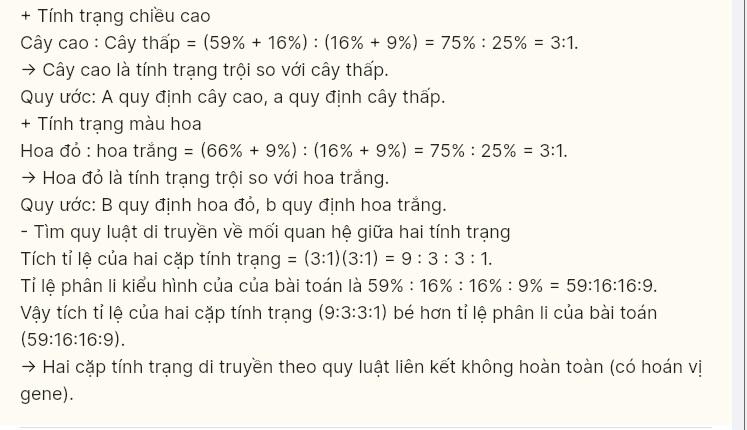 + Tính trạng chiều cao
Cây cao : Cây thấp = (59% + 16%) : (16% + 9%) = 75% : 25% = 3:1.
→ Cây cao là tính trạng trội so với cây thấp.
Quy ước: A quy định cây cao, a quy định cây thấp.
+ Tính trạng màu hoa
Hoa đỏ : hoa trắng = (66% + 9%) : (16% + 9%) = 75% : 25% = 3:1.
→ Hoa đỏ là tính trạng trội so với hoa trắng.
Quy ước: B quy định hoa đỏ, b quy định hoa trắng.
- Tìm quy luật di truyền về mối quan hệ giữa hai tính trạng
Tích tỉ lệ của hai cặp tính trạng = (3:1)(3:1) = 9 : 3 : 3 : 1.
Tỉ lệ phân li kiểu hình của của bài toán là 59% : 16% : 16% : 9% = 59:16:16:9.
Vậy tích tỉ lệ của hai cặp tính trạng (9:3:3:1) bé hơn tỉ lệ phân li của bài toán
(59:16:16:9).
→ Hai cặp tính trạng di truyền theo quy luật liên kết không hoàn toàn (có hoán vị
gene).